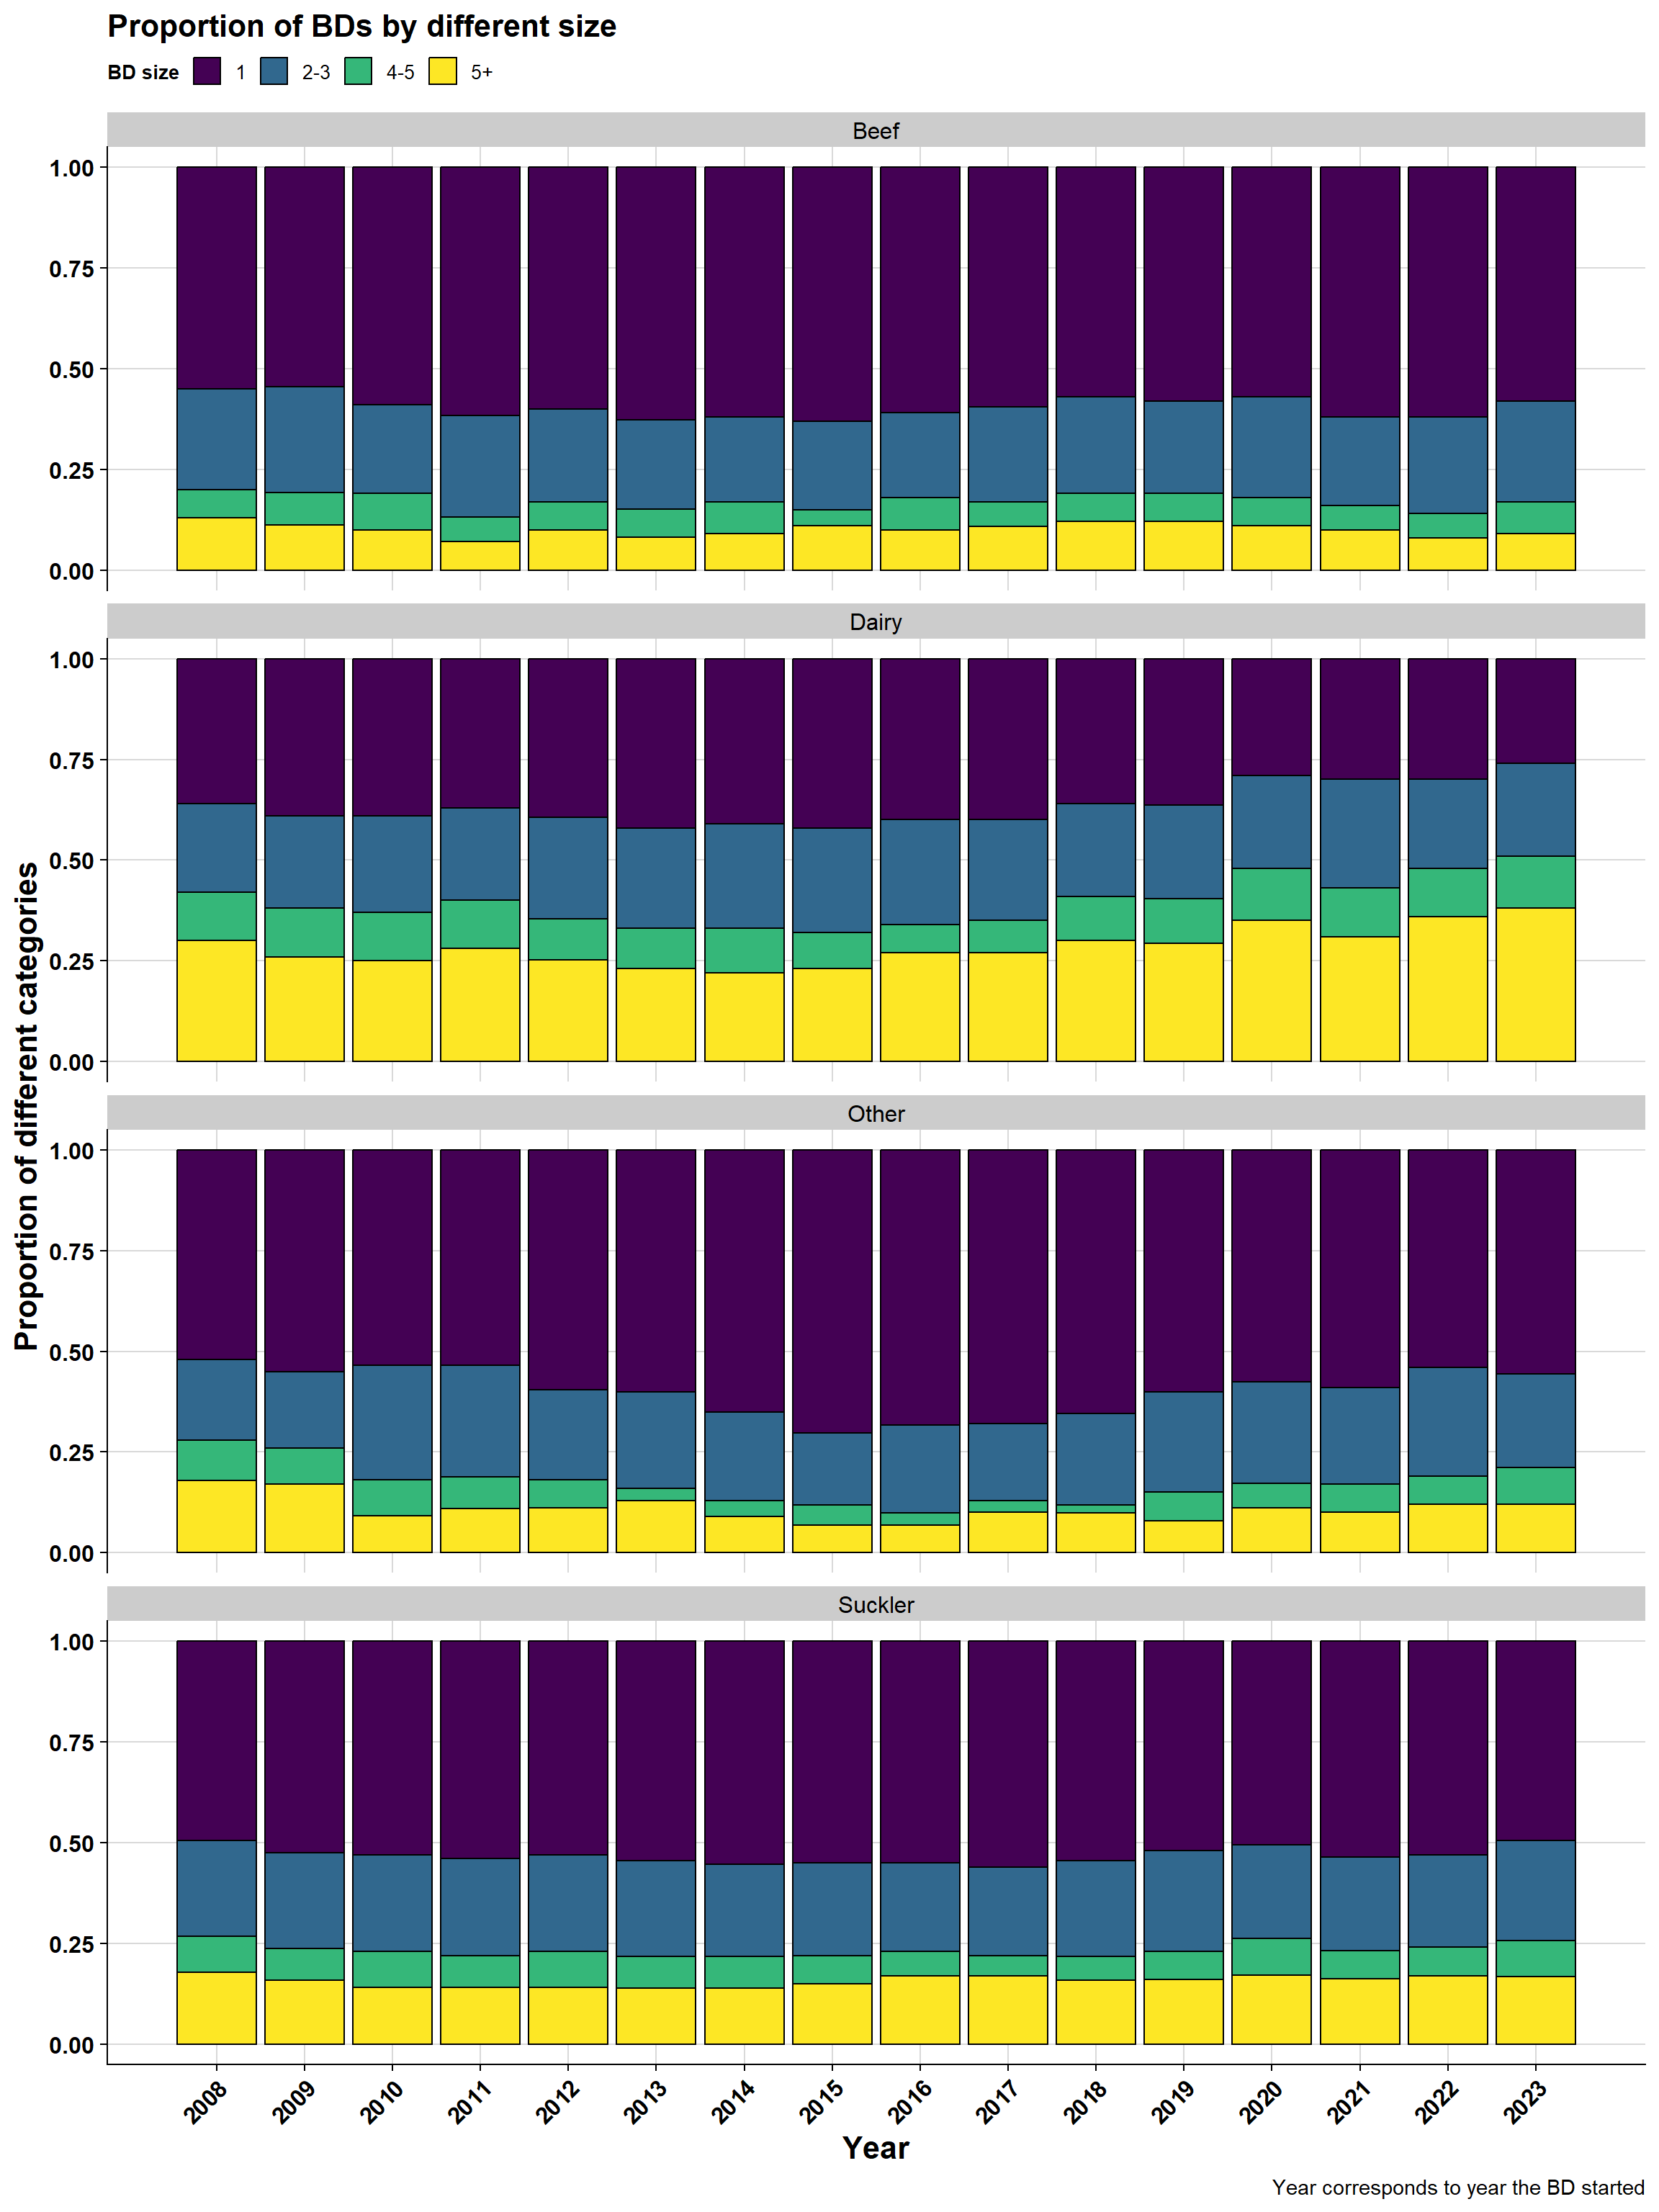 Proportion of BDs by different size
BD size 1 2-3 4-5 5+
Beef
1.00
0.75
0.50
0.25
0.00
Dairy
1.00
0.75
0.50
0.25
0.00
Other
1.00
0.75
0.50
0.25
0.00
Suckler
1.00
0.75
0.50
0.25
0.00
Proportion of different categories
2008 2009 2010 2011 2012 2013 2014 2015 2016 2017 2018 2019 2020 2021 2022 2023
Year
Year corresponds to year the BD started